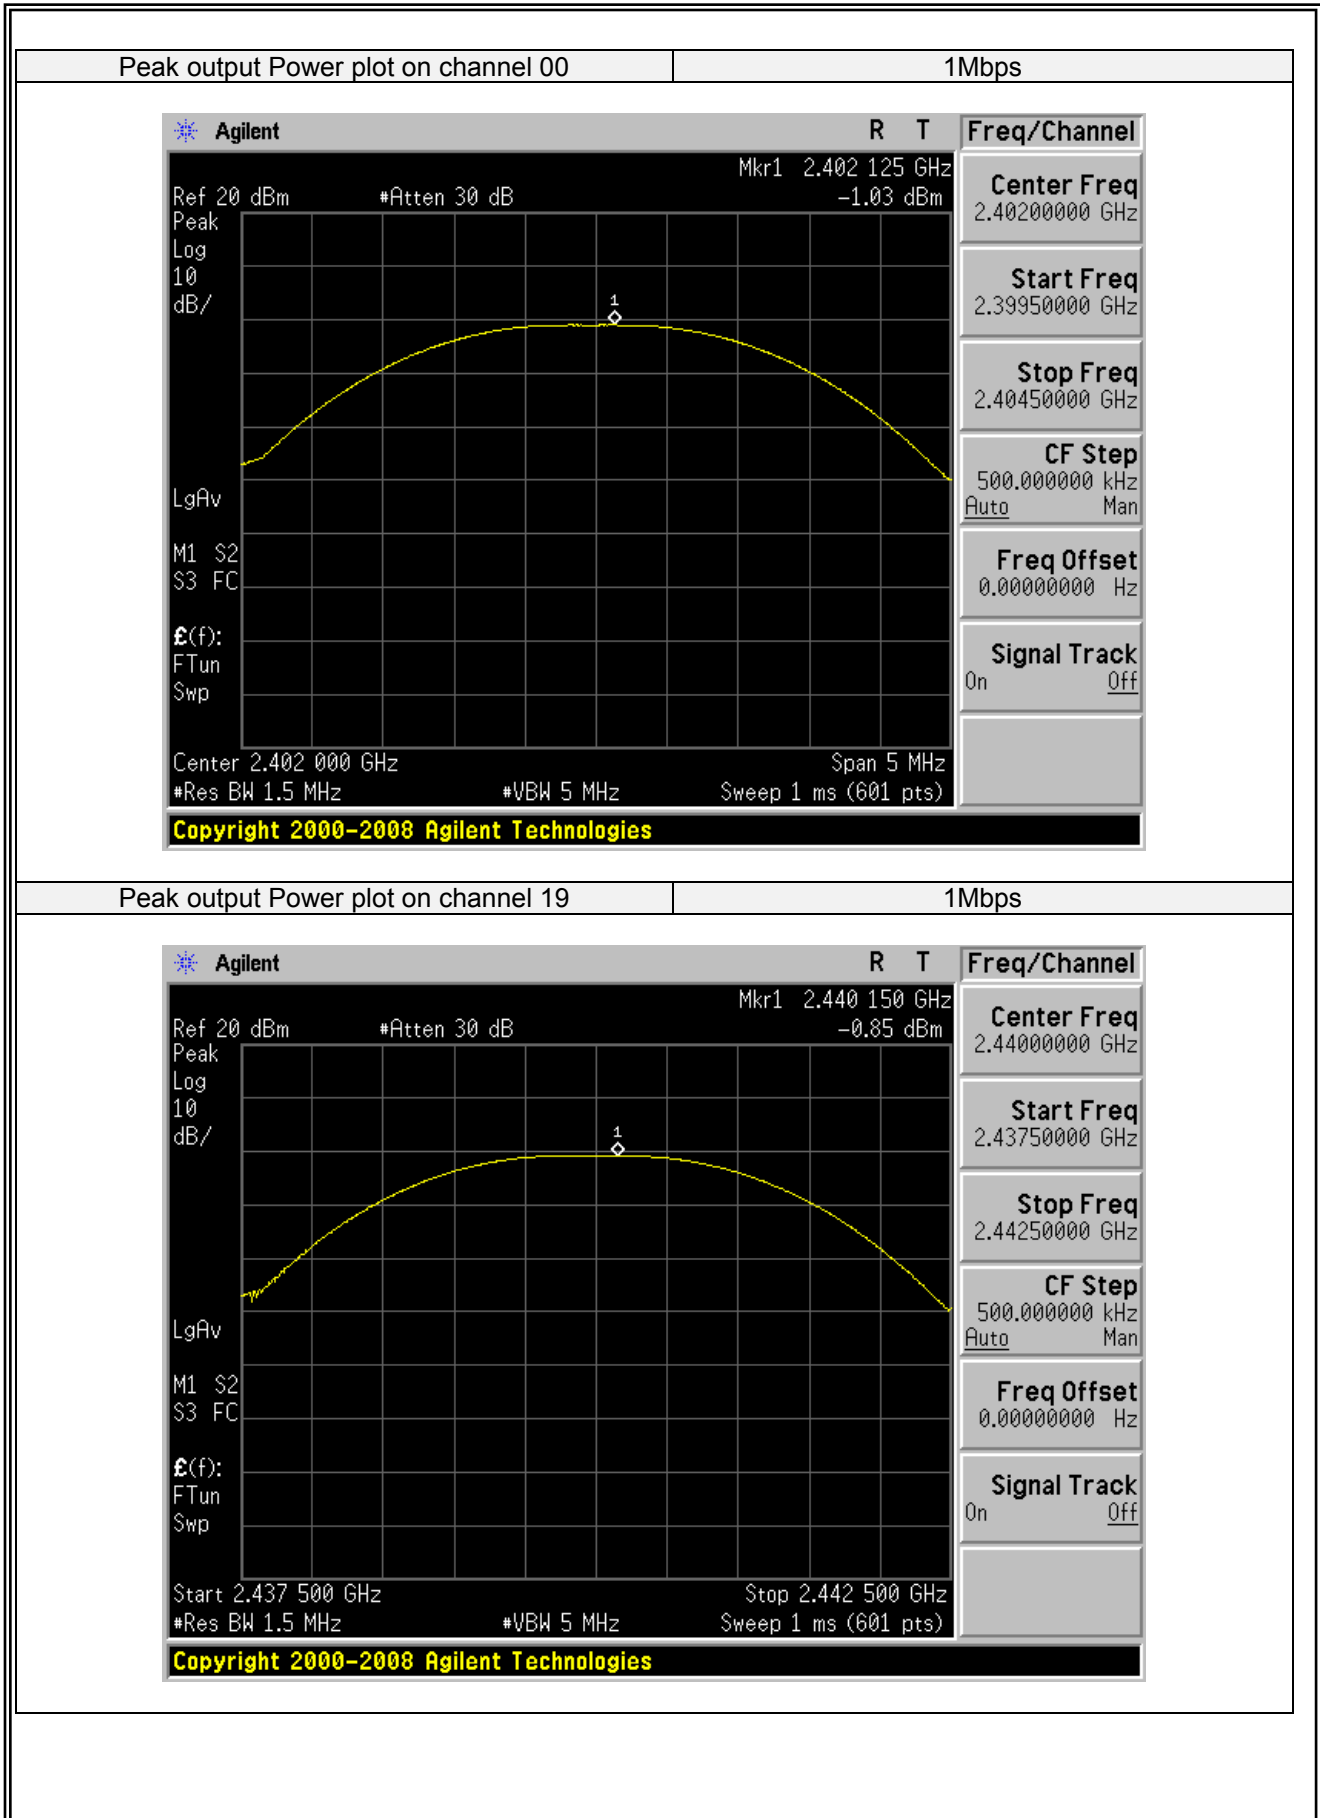 Peak output Power plot on channel 00 1Mbps
Agilent R T Freq/Channel
Mkr1 2.402 125 GHz
Ref 20 dBm #Atten 30 dB -1.03 dBm
Peak
Log
10
dB/
1
LgAv
M1 S2
S3 FC
£(f):
FTun
Swp
Center 2.402 000 GHz Span 5 MHz
#Res BW 1.5 MHz #VBW 5 MHz Sweep 1 ms (601 pts)
Copyright 2000-2008 Agilent Technologies
Center Freq
2.40200000 GHz
Start Freq
2.39950000 GHz
Stop Freq
2.40450000 GHz
CF Step
500.000000 kHz
Auto Man
Freq Offset
0.00000000 Hz
Signal Track
On Off
Peak output Power plot on channel 19 1Mbps
Agilent R T Freq/Channel
Mkr1 2.440 150 GHz
Ref 20 dBm #Atten 30 dB -0.85 dBm
Peak
Log
10
dB/
1
LgAv
M1 S2
S3 FC
£(f):
FTun
Swp
Start 2.437 500 GHz Stop 2.442 500 GHz
#Res BW 1.5 MHz #VBW 5 MHz Sweep 1 ms (601 pts)
Copyright 2000-2008 Agilent Technologies
Center Freq
2.44000000 GHz
Start Freq
2.43750000 GHz
Stop Freq
2.44250000 GHz
CF Step
500.000000 kHz
Auto Man
Freq Offset
0.00000000 Hz
Signal Track
On Off